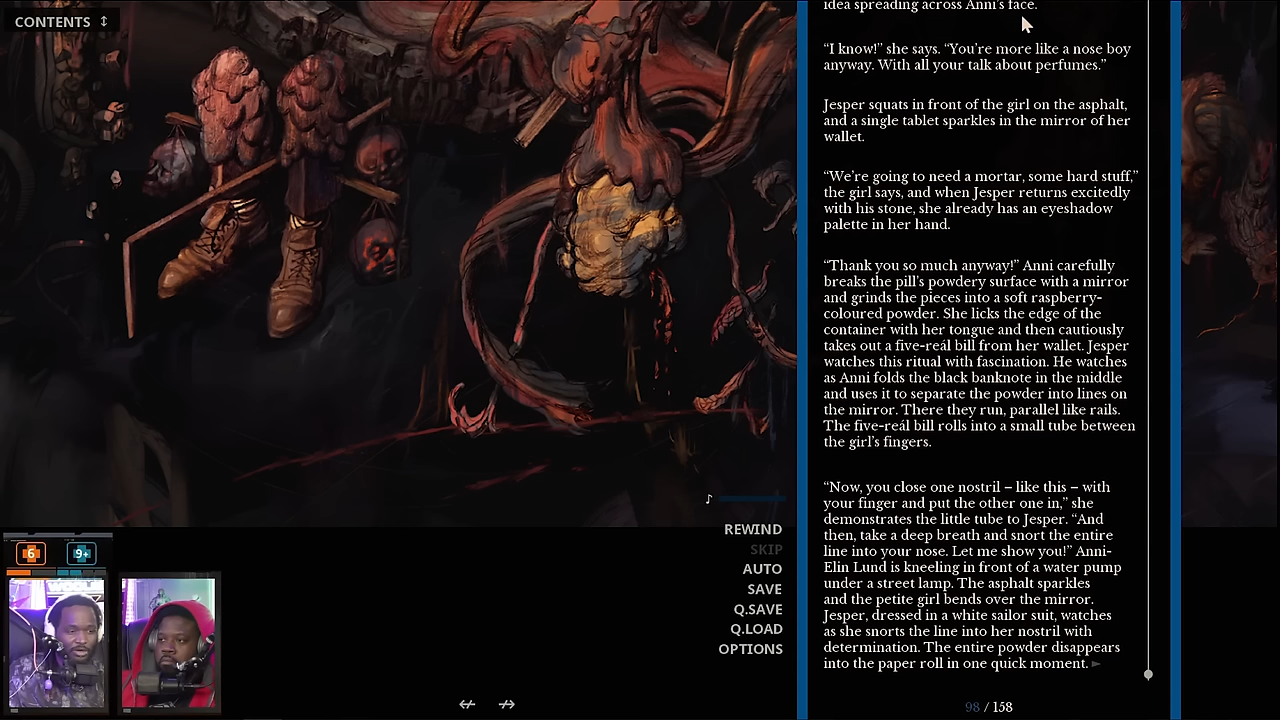 CONTENTS
idea spreading across Anni's face.
“I know!” she says. “You're more like a nose boy
anyway. With all your talk about perfumes.”
Jesper squats in front of the girl on the asphalt,
and a single tablet sparkles in the mirror of her
wallet.
“We're going to need a mortar, some hard stuff,”
the girl says, and when Jesper returns excitedly
with his stone, she already has an eyeshadow
palette in her hand.
“Thank you so much anyway!” Anni carefully
breaks the pill's powdery surface with a mirror
and grinds the pieces into a soft raspberry-
coloured powder. She licks the edge of the
container with her tongue and then cautiously
takes out a five-reál bill from her wallet. Jesper
watches this ritual with fascination. He watches
as Anni folds the black banknote in the middle
and uses it to separate the powder into lines on
the mirror. There they run, parallel like rails.
The five-reál bill rolls into a small tube between
the girl's fingers.
“Now, you close one nostril – like this – with
your finger and put the other one in,” she
demonstrates the little tube to Jesper. “And
then, take a deep breath and snort the entire
line into your nose. Let me show you!” Anni-
Elin Lund is kneeling in front of a water pump
under a street lamp. The asphalt sparkles
and the petite girl bends over the mirror.
Jesper, dressed in a white sailor suit, watches
as she snorts the line into her nostril with
determination. The entire powder disappears
into the paper roll in one quick moment.
98 / 158
REWIND
SKIP
AUTO
SAVE
Q.SAVE
Q.LOAD
OPTIONS
6
9+